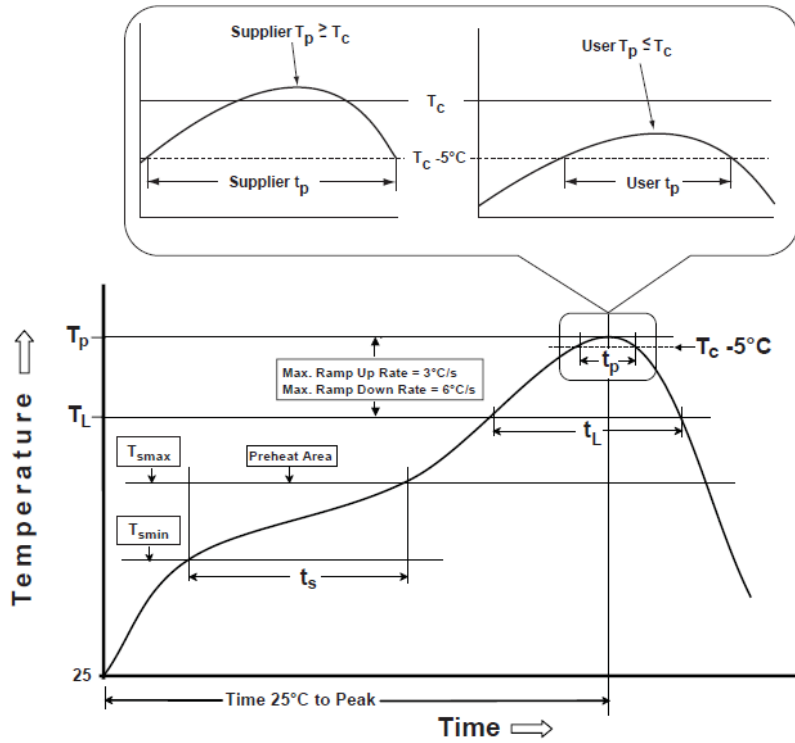 Supplier Tp ≥ Tc
User Tp ≤ Tc
Tc
Tc -5°C
Supplier tp
User tp
Tp
Tc -5°C
tp
Max. Ramp Up Rate = 3°C/s
Max. Ramp Down Rate = 6°C/s
TL
tL
Tsmax
Preheat Area
Tsmin
ts
Temperature
25
Time 25°C to Peak
Time